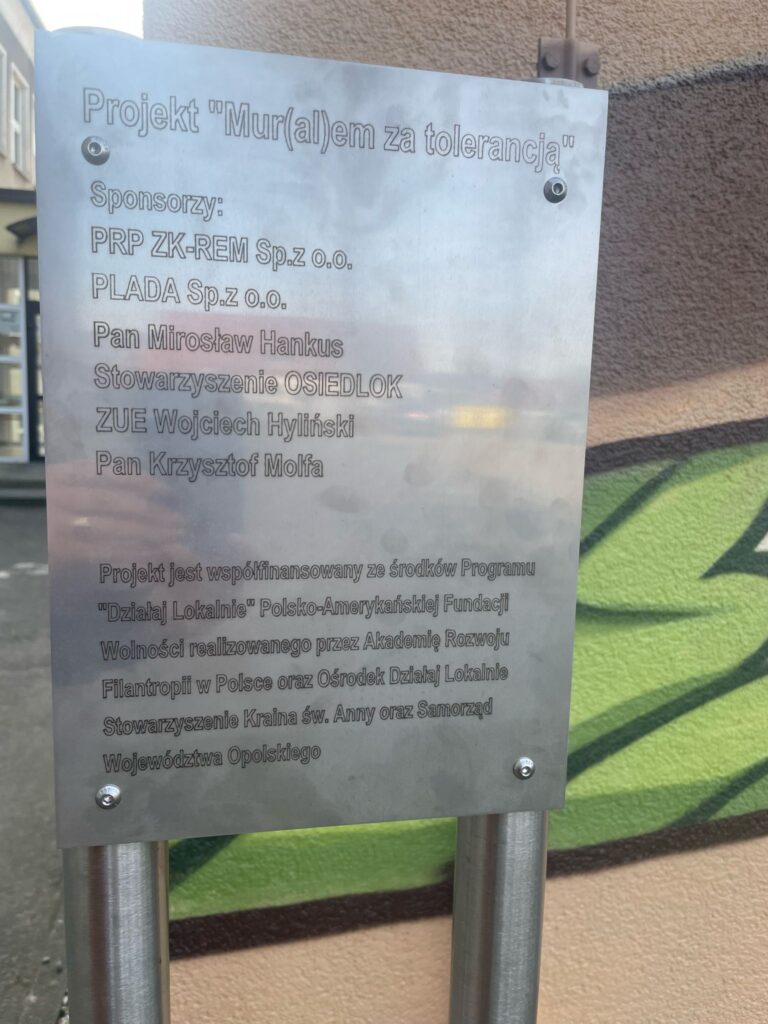 Projekt "Mur(al)em za tolerancją"
Sponsorzy:
PRP ZK-REM Sp.z o.o.
PLADA Sp.z o.o.
Pan Mirosław Hankus
Stowarzyszenie OSIEDLOK
ZUE Wojciech Hyliński
Pan Krzysztof Molfa
Projekt jest współfinansowany ze środków Programu
"Działaj Lokalnie" Polsko-Amerykańskiej Fundacji
Wolności realizowanego przez Akademię Rozwoju
Filantropii w Polsce oraz Ośrodek Działaj Lokalnie
Stowarzyszenie Kraina św. Anny oraz Samorząd
Województwa Opolskiego